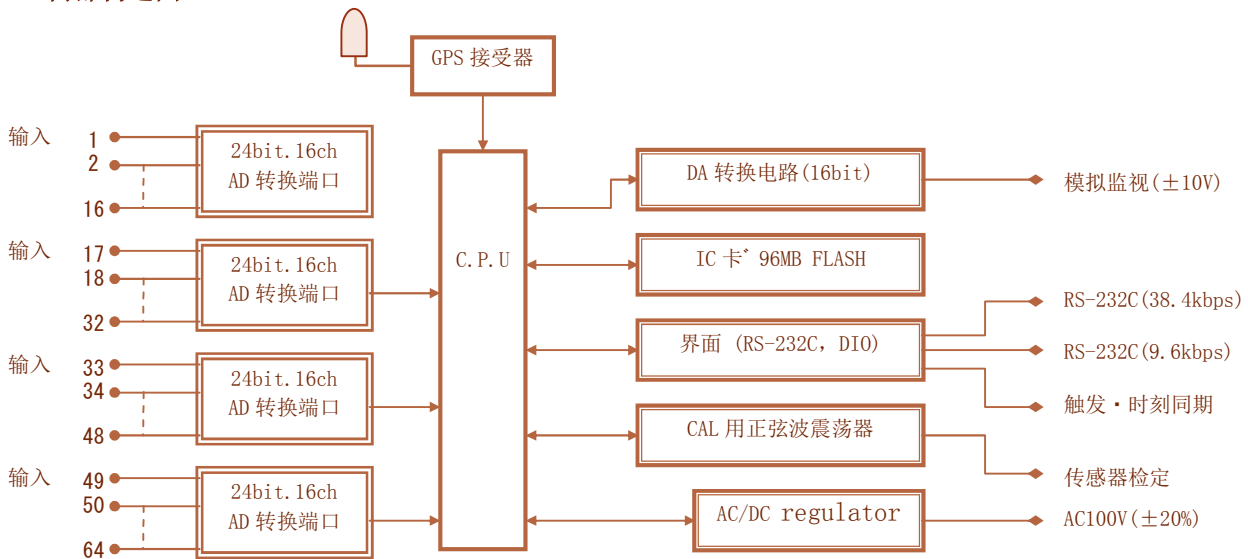 GPS 接受器
输入
1
2
16
24bit.16ch
AD 转换端口
输入
17
18
32
24bit.16ch
AD 转换端口
输入
33
34
48
24bit.16ch
AD 转换端口
输入
49
50
64
24bit.16ch
AD 转换端口
C.P.U
DA 转换电路(16bit)
模拟监视(±10V)
IC 卡ﾞ 96MB FLASH
界面 (RS-232C, DIO)
RS-232C(38.4kbps)
RS-232C(9.6kbps)
触发・时刻同期
CAL 用正弦波震荡器
传感器检定
AC/DC regulator
AC100V(±20%)